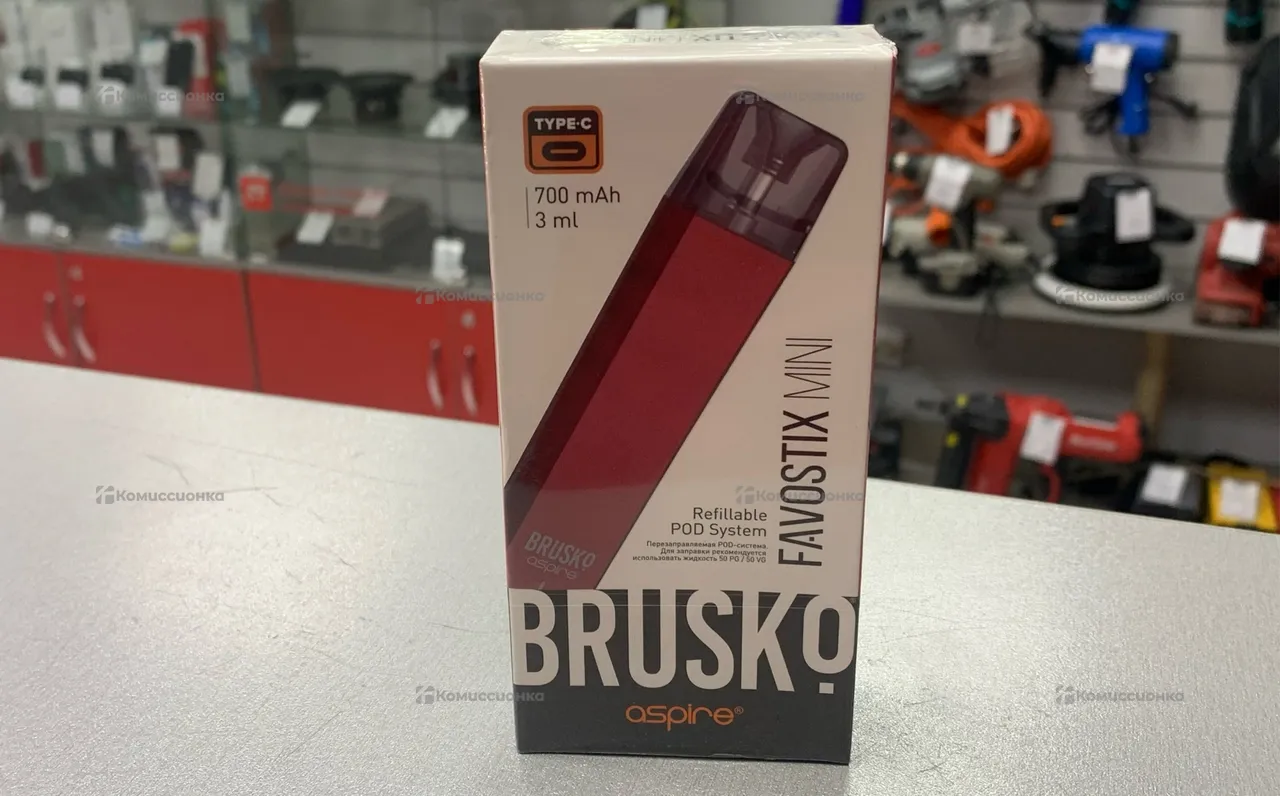 TYPE-C
700 mAh
3 ml
FAVOSTIX MINI
Refillable
POD System
Перезаправляемая POD-система.
Для заправки рекомендуется
использовать жидкость 50 PG / 50 VG
BRUSKO
aspire
BRUSKO
aspire®
Комиссионка
Комиссионка
Комиссионка
Комиссионка
Комиссионка
Комиссионка
Комиссионка
Комиссионка